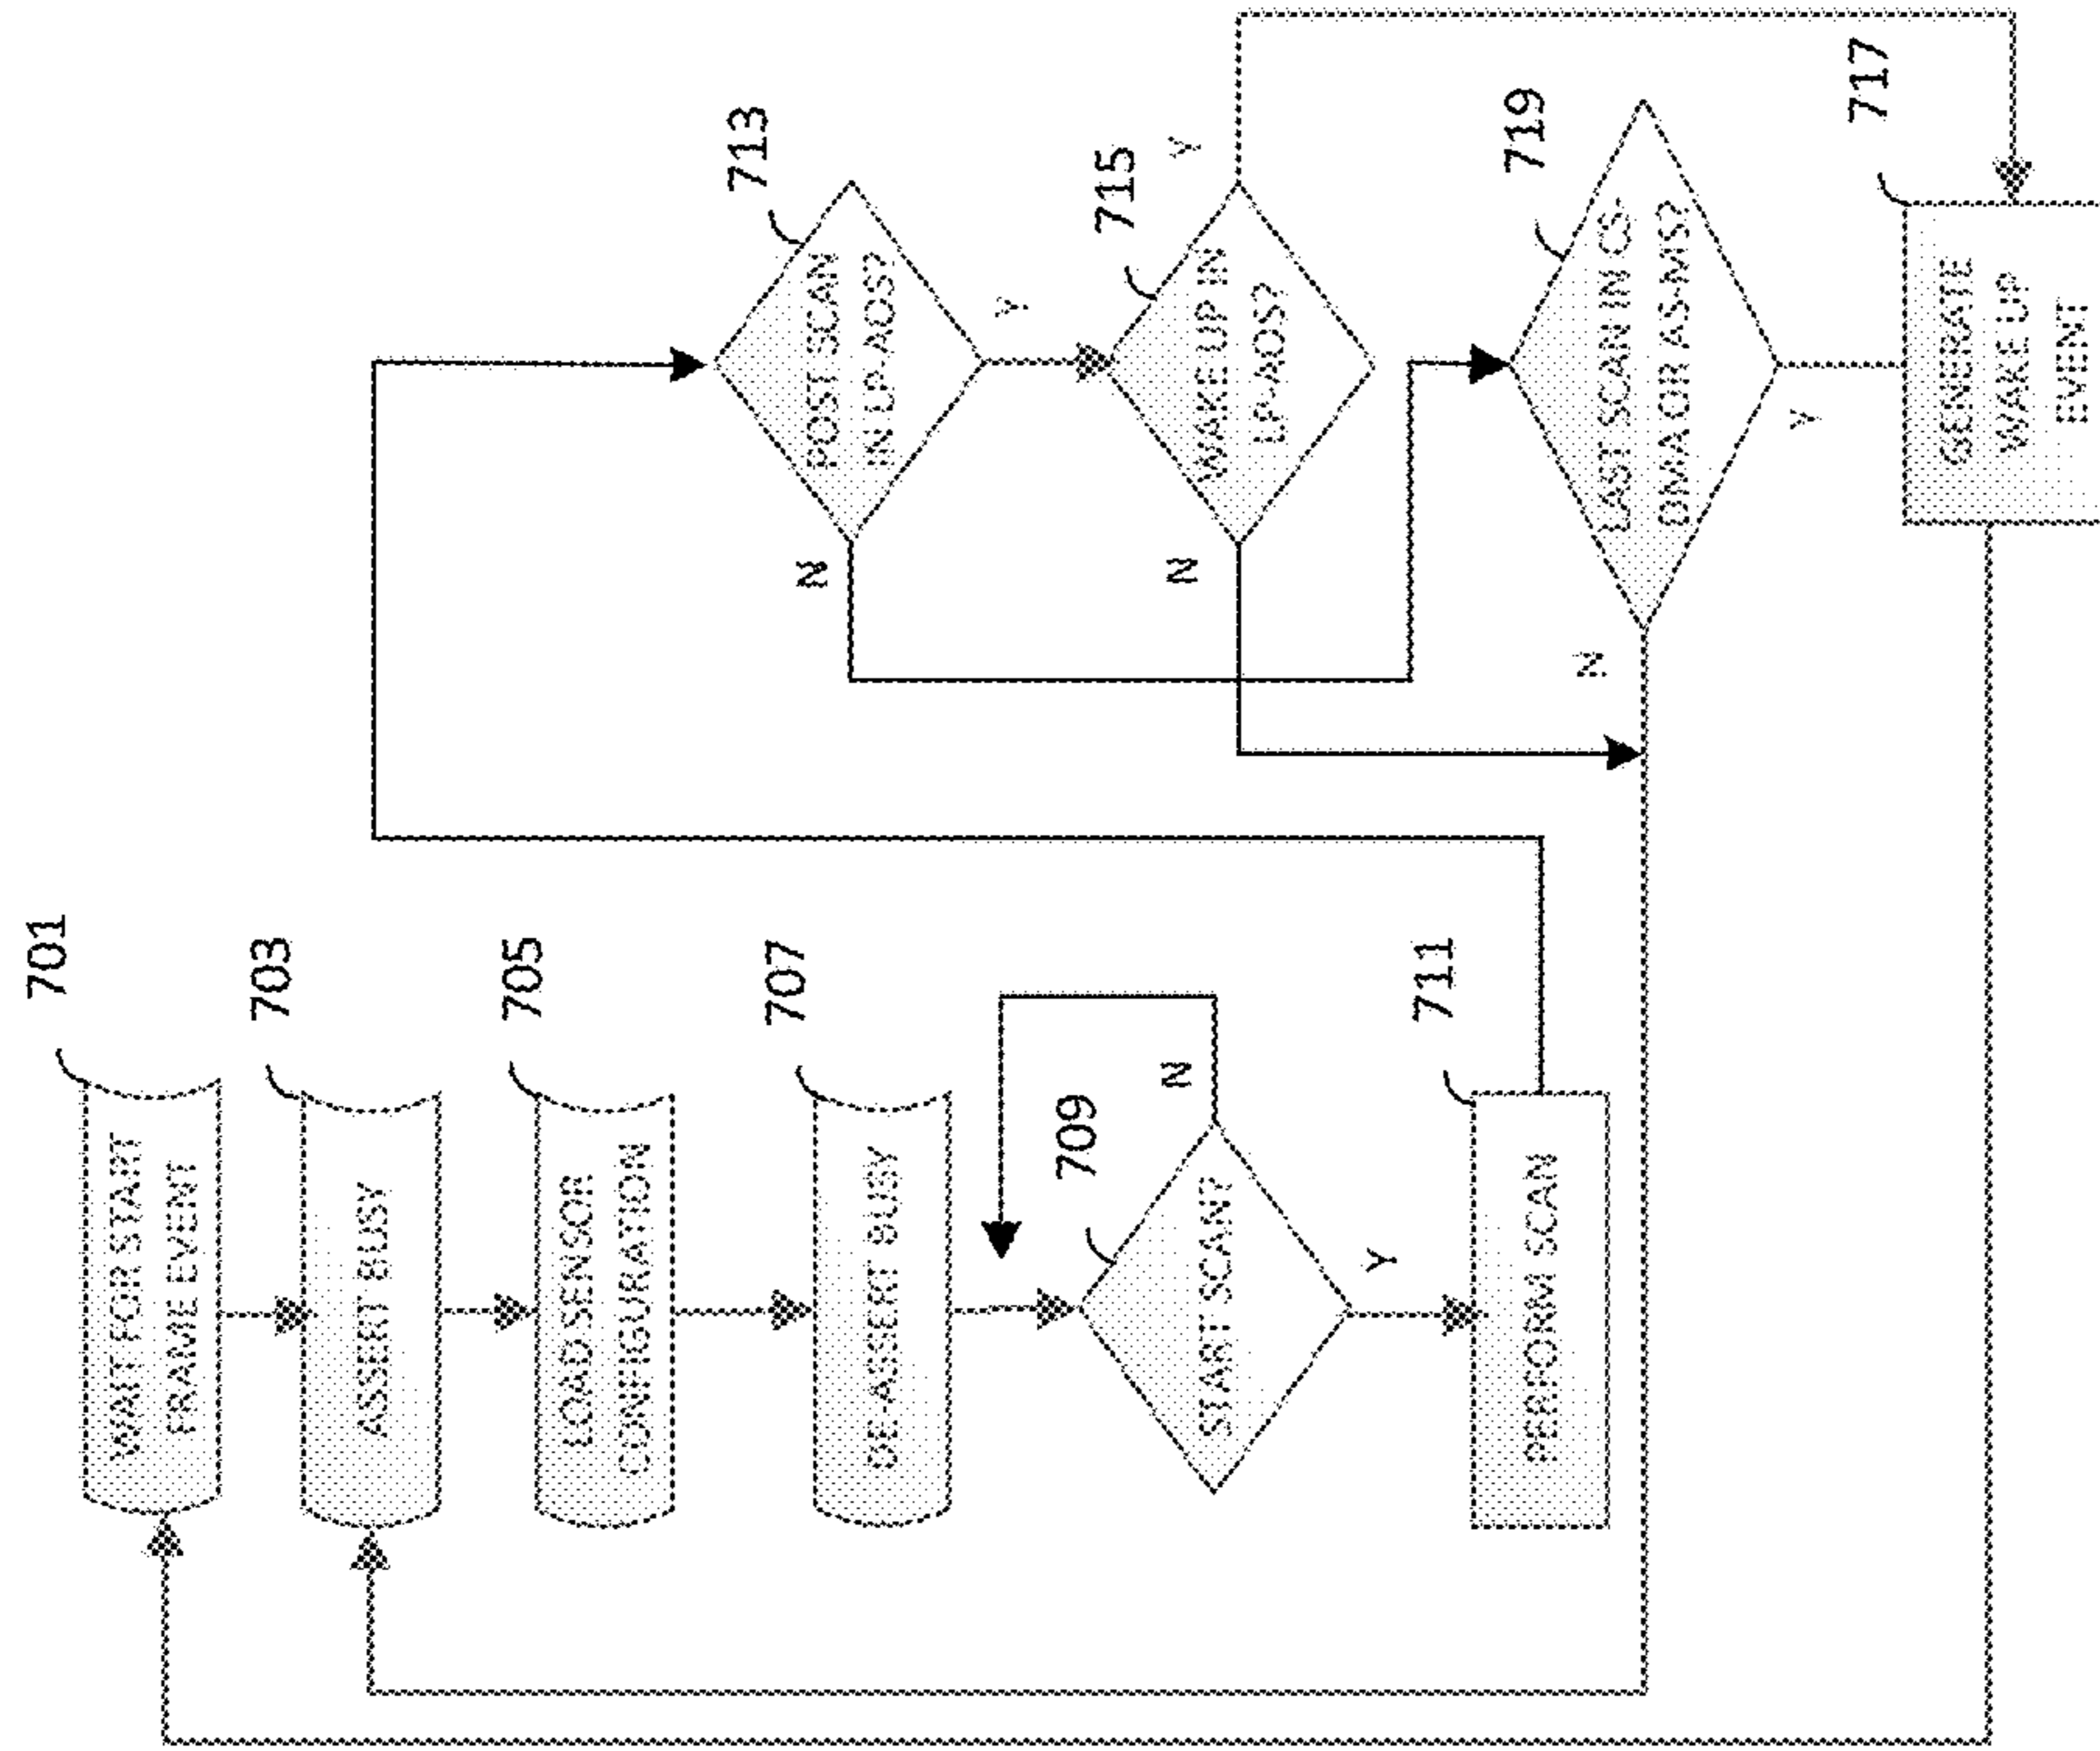 701
WAIT FOR START
FRAME EVENT
703
ASSERT BUSY
705
LOAD SENSOR
CONFIGURATION
707
DE-ASSERT BUSY
709
START SCAN?
N
Y
711
PERFORM SCAN
713
POST SCAN
IN LP-AOS?
N
Y
715
WAKE UP IN
LP-AOS?
N
Y
719
LAST SCAN IN CS-
DMA OR AS-MS?
N
Y
717
GENERATE
WAKE UP
EVENT